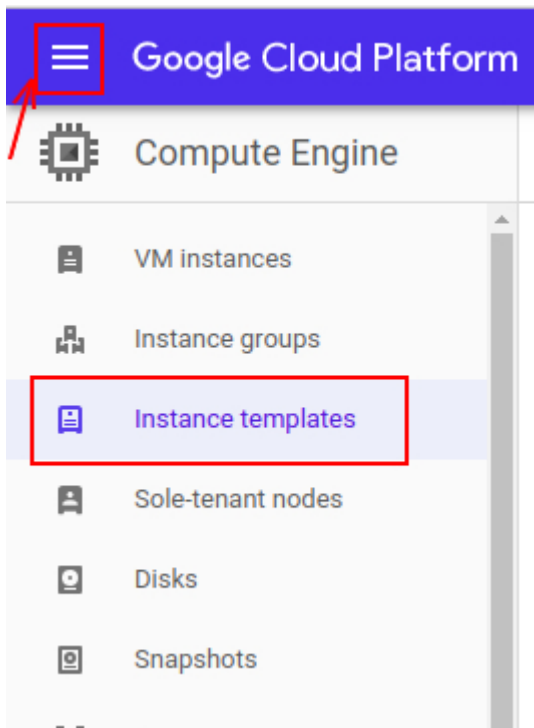 Google Cloud Platform
Compute Engine
VM instances
Instance groups
Instance templates
Sole-tenant nodes
Disks
Snapshots